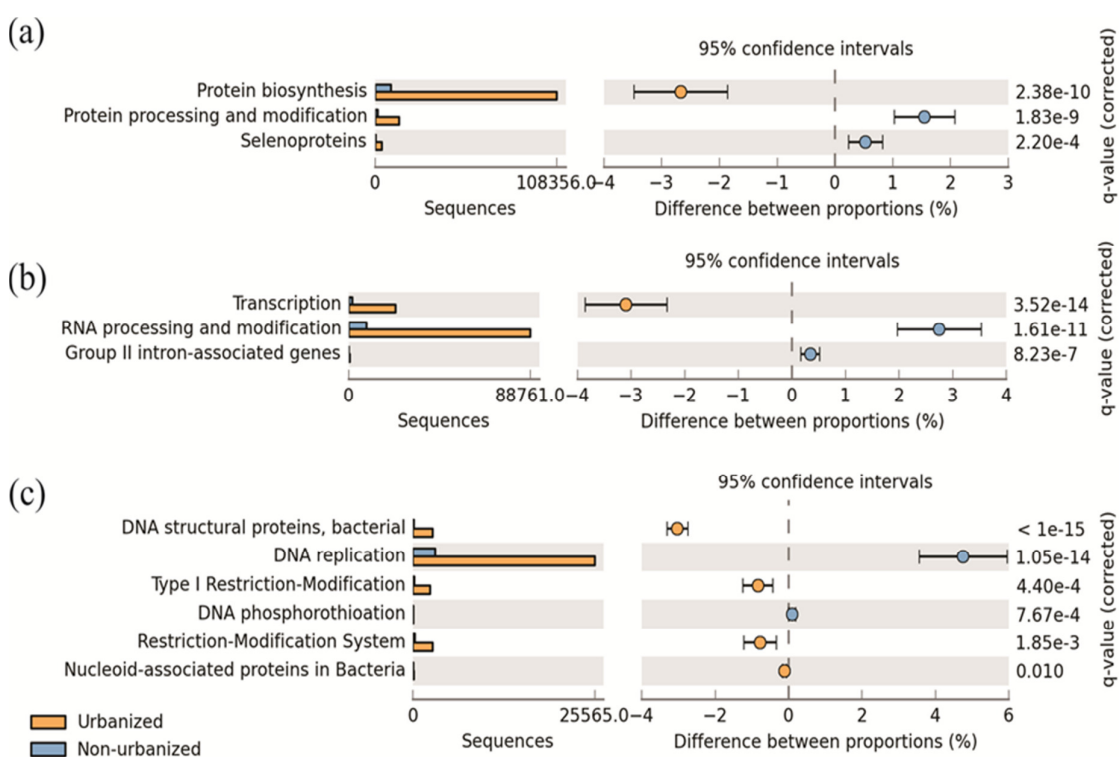 (a)
95% confidence intervals
Protein biosynthesis
2.38e-10
Protein processing and modification
1.83e-9
Selenoproteins
2.20e-4
0
108356.0
−4 −3 −2 −1 0 1 2 3
Sequences
Difference between proportions (%)
q-value (corrrected)
(b)
95% confidence intervals
Transcription
3.52e-14
RNA processing and modification
1.61e-11
Group II intron-associated genes
8.23e-7
0
88761.0
−4 −3 −2 −1 0 1 2 3 4
Sequences
Difference between proportions (%)
q-value (corrrected)
(c)
95% confidence intervals
DNA structural proteins, bacterial
< 1e-15
DNA replication
1.05e-14
Type I Restriction-Modification
4.40e-4
DNA phosphorothioation
7.67e-4
Restriction-Modification System
1.85e-3
Nucleoid-associated proteins in Bacteria
0.010
0
25565.0
−4 −2 0 2 4 6
Sequences
Difference between proportions (%)
q-value (corrrected)
Urbanized
Non-urbanized